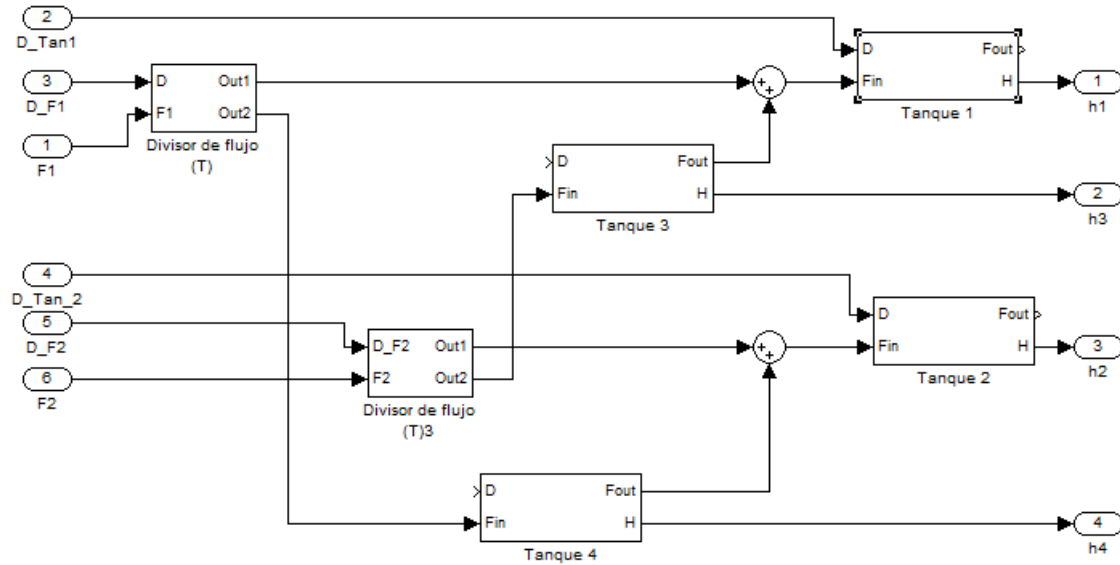 2
D_Tan1
3
D_F1
1
F1
D
F1
Out1
Out2
Divisor de flujo
(T)
+
+
D
Fin
Fout
H
Tanque 1
1
h1
D
Fin
Fout
H
Tanque 3
2
h3
4
D_Tan_2
5
D_F2
6
F2
D_F2
F2
Out1
Out2
Divisor de flujo
(T)3
+
+
D
Fin
Fout
H
Tanque 2
3
h2
D
Fin
Fout
H
Tanque 4
4
h4